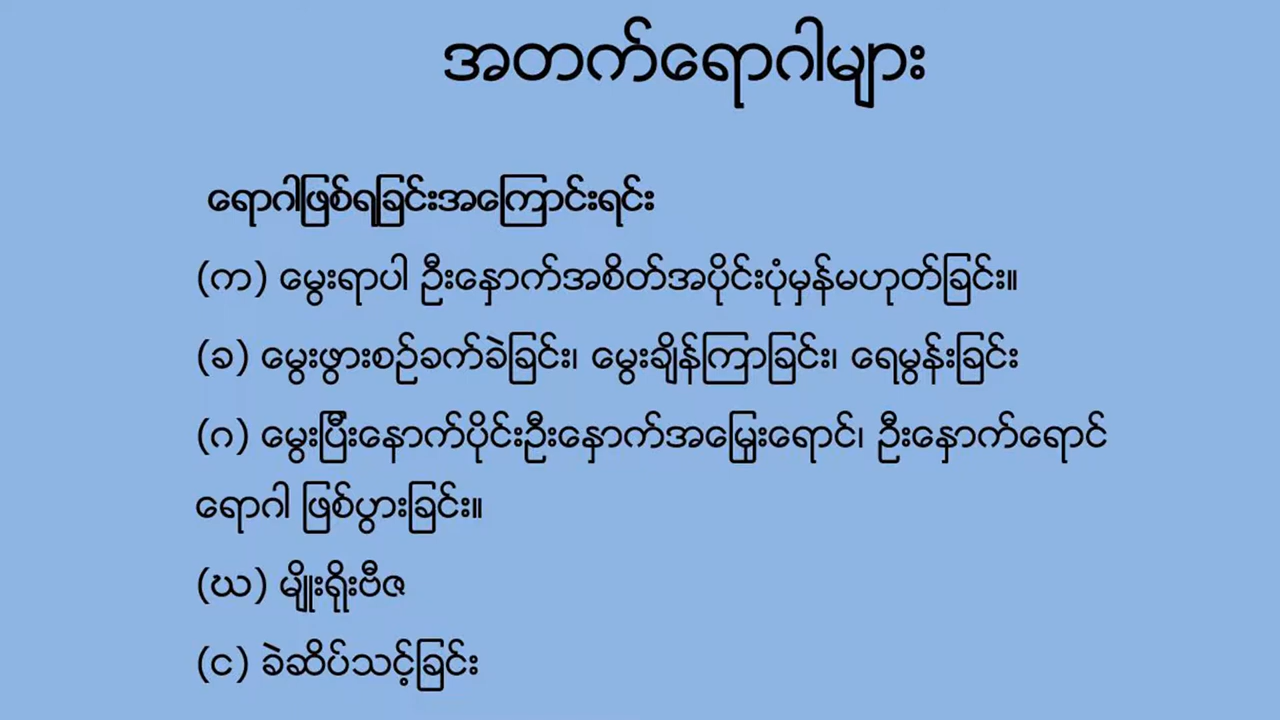 အတက်ရောဂါများ
ရောဂါဖြစ်ရခြင်းအကြောင်းရင်း
(က) မွေးရာပါ ဦးနှောက်အစိတ်အပိုင်းပုံမှန်မဟုတ်ခြင်း။
(ခ) မွေးဖွားစဉ်ခက်ခဲခြင်း၊ မွေးချိန်ကြာခြင်း၊ ရေမွန်းခြင်း
(ဂ) မွေးပြီးနောက်ပိုင်းဦးနှောက်အမြှေးရောင်၊ ဦးနှောက်ရောင်
ရောဂါ ဖြစ်ပွားခြင်း။
(ဃ) မျိုးရိုးဗီဇ
(င) ခဲဆိပ်သင့်ခြင်း